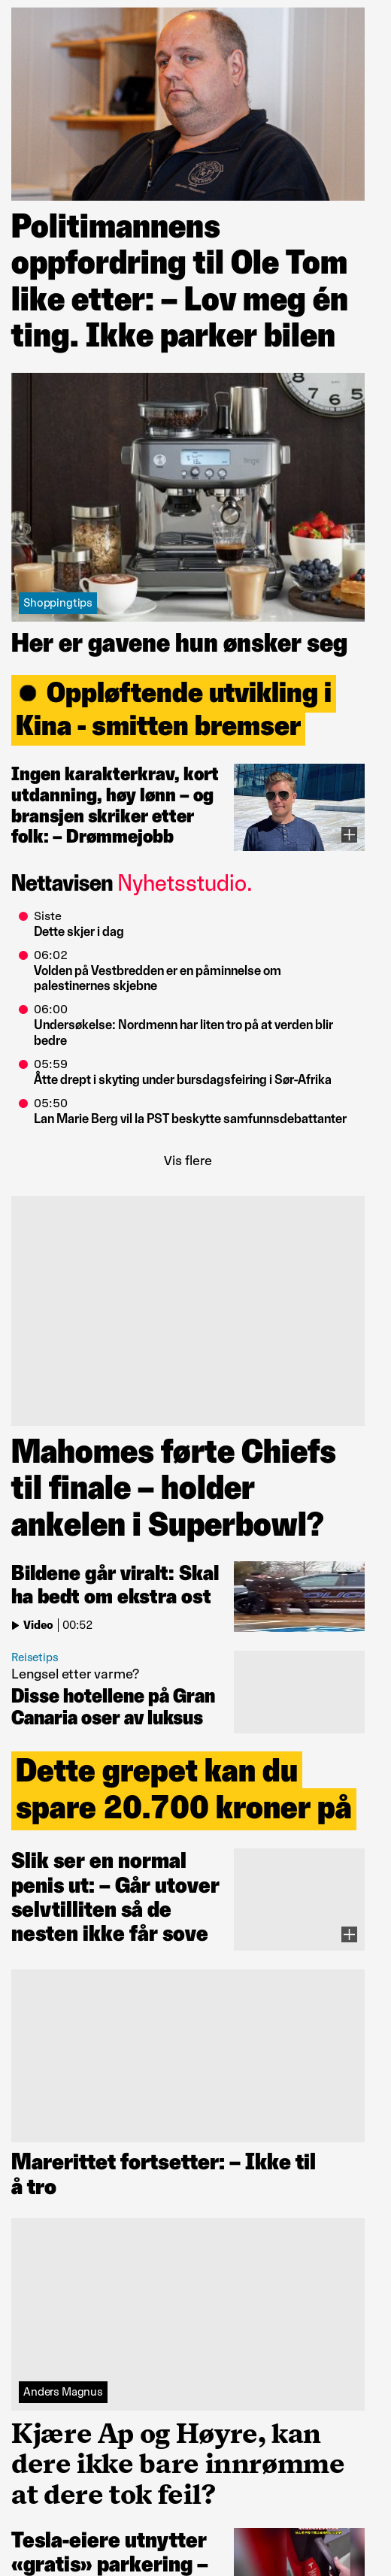 Politimannens
oppfordring til Ole Tom
like etter: – Lov meg én
ting. Ikke parker bilen
Shoppingtips
Her er gavene hun ønsker seg
Oppløftende utvikling i
Kina - smitten bremser
Ingen karakterkrav, kort
utdanning, høy lønn – og
bransjen skriker etter
folk: – Drømmejobb
Nettavisen Nyhetsstudio.
Siste
Dette skjer i dag
06:02
Volden på Vestbredden er en påminnelse om
palestinernes skjebne
06:00
Undersøkelse: Nordmenn har liten tro på at verden blir
bedre
05:59
Åtte drept i skyting under bursdagsfeiring i Sør-Afrika
05:50
Lan Marie Berg vil la PST beskytte samfunnsdebattanter
Vis flere
Mahomes førte Chiefs
til finale – holder
ankelen i Superbowl?
Bildene går viralt: Skal
ha bedt om ekstra ost
Video | 00:52
Reisetips
Lengsel etter varme?
Disse hotellene på Gran
Canaria oser av luksus
Dette grepet kan du
spare 20.700 kroner på
Slik ser en normal
penis ut: – Går utover
selvtilliten så de
nesten ikke får sove
Marerittet fortsetter: – Ikke til
å tro
Anders Magnus
Kjære Ap og Høyre, kan
dere ikke bare innrømme
at dere tok feil?
Tesla-eiere utnytter
«gratis» parkering –